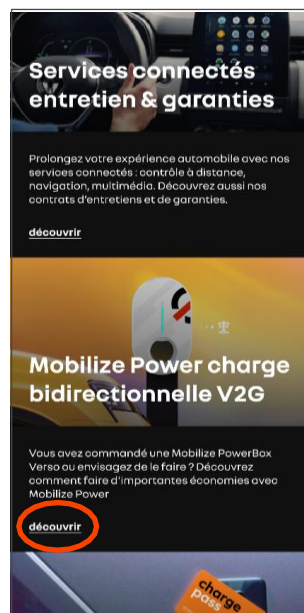 Services connectés
entretien & garanties
Prolongez votre expérience automobile avec nos
services connectés : contrôle à distance,
navigation, multimédia. Découvrez aussi nos
contrats d'entretiens et de garanties.
découvrir
Mobilize Power charge
bidirectionnelle V2G
Vous avez commandé une Mobilize PowerBox
Verso ou envisagez de le faire ? Découvrez
comment faire d'importantes économies avec
Mobilize Power
découvrir
charge
pass